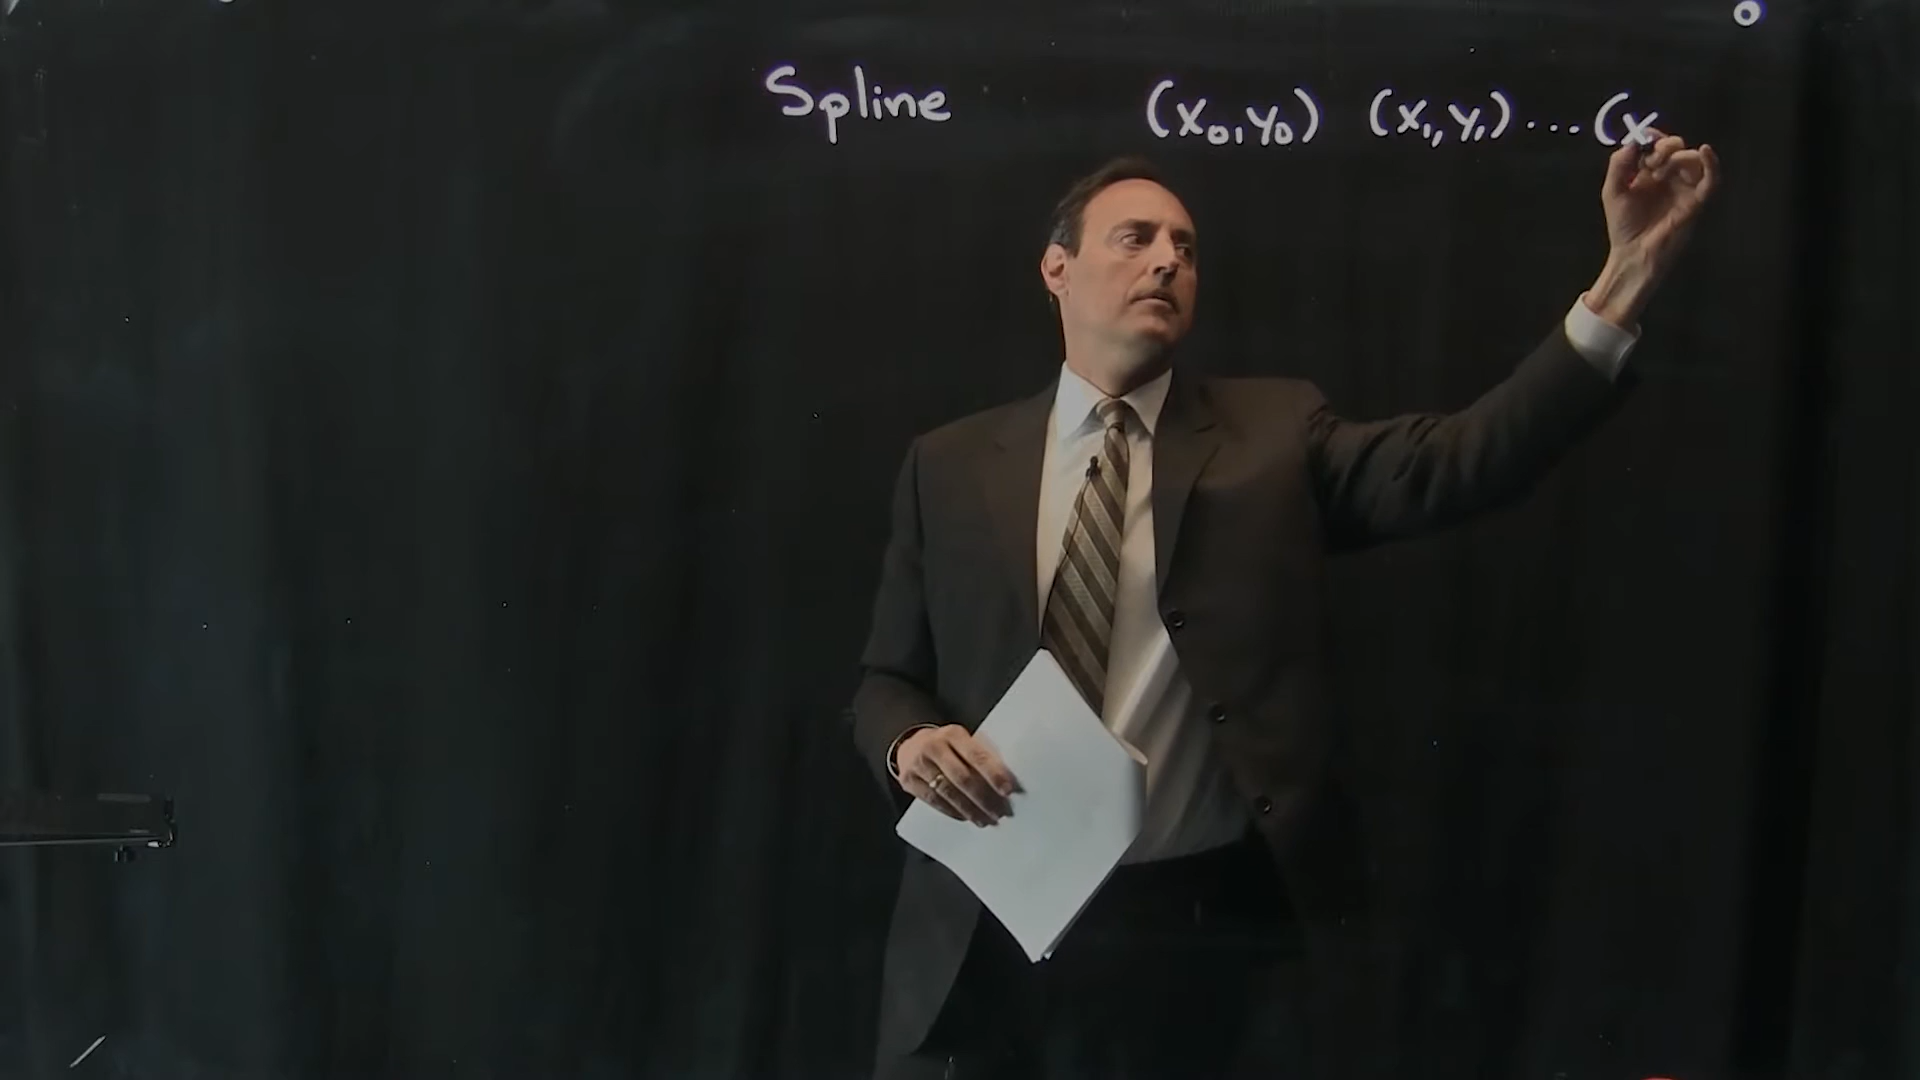 Spline (x₀,y₀) (x₁,y₁)...(x